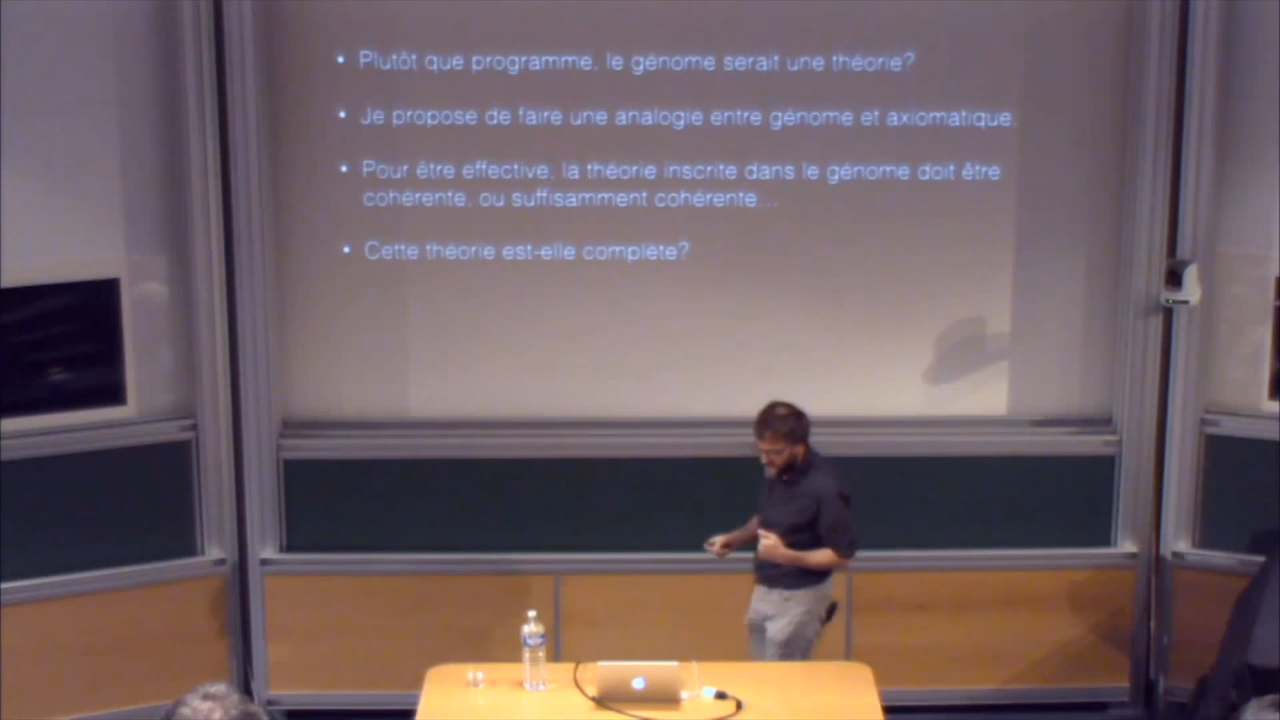 • Plutôt que programme, le génome serait une théorie?
• Je propose de faire une analogie entre génome et axiomatique.
• Pour être effective, la théorie inscrite dans le génome doit être
cohérente, ou suffisamment cohérente...
• Cette théorie est-elle complète?